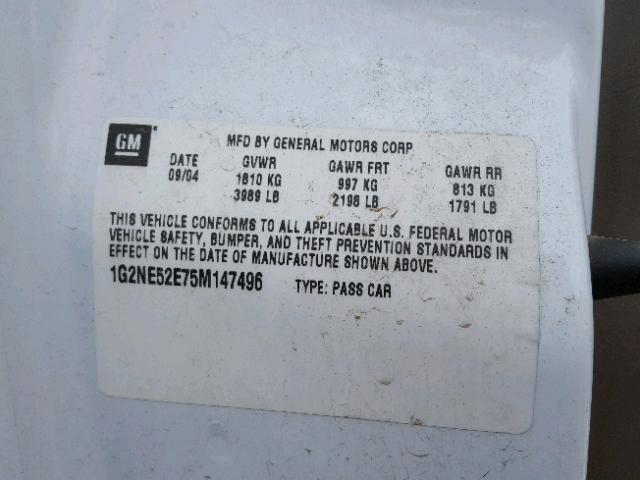 GM
MFD BY GENERAL MOTORS CORP
DATE GVWR GAWR FRT GAWR RR
09/04 1810 KG 997 KG 813 KG
3989 LB 2198 LB 1791 LB
THIS VEHICLE CONFORMS TO ALL APPLICABLE U.S. FEDERAL MOTOR
VEHICLE SAFETY, BUMPER, AND THEFT PREVENTION STANDARDS IN
EFFECT ON THE DATE OF MANUFACTURE SHOWN ABOVE.
1G2NE52E75M147496 TYPE: PASS CAR